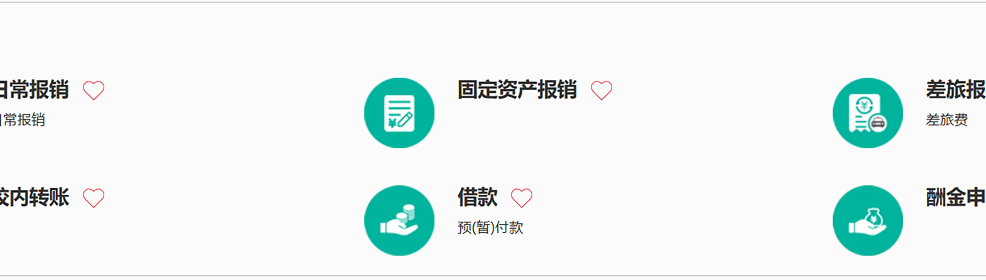 日常报销
固定资产报销
差旅报
日常报销
差旅费
校内转账
借款
酬金申
预(暂)付款